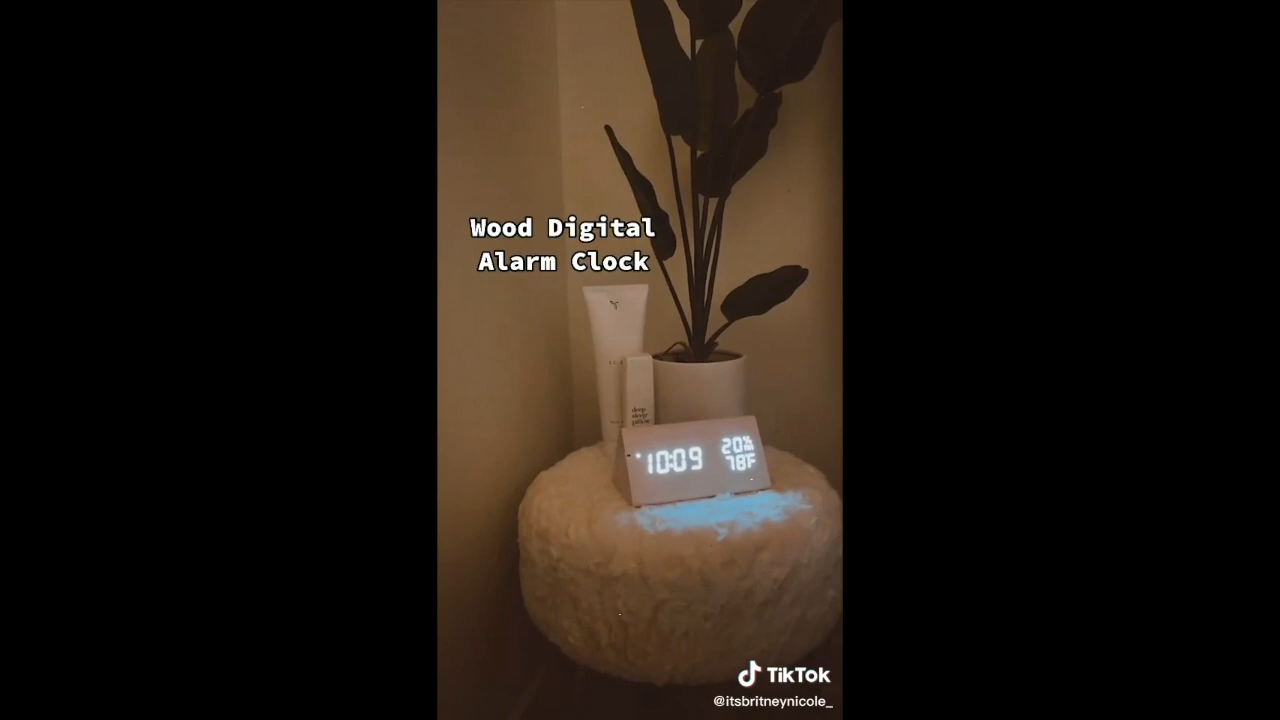 Wood Digital
Alarm Clock
deep
sleep
pillow
10:09
20%
78F
TikTok
@itsbritneynicole_